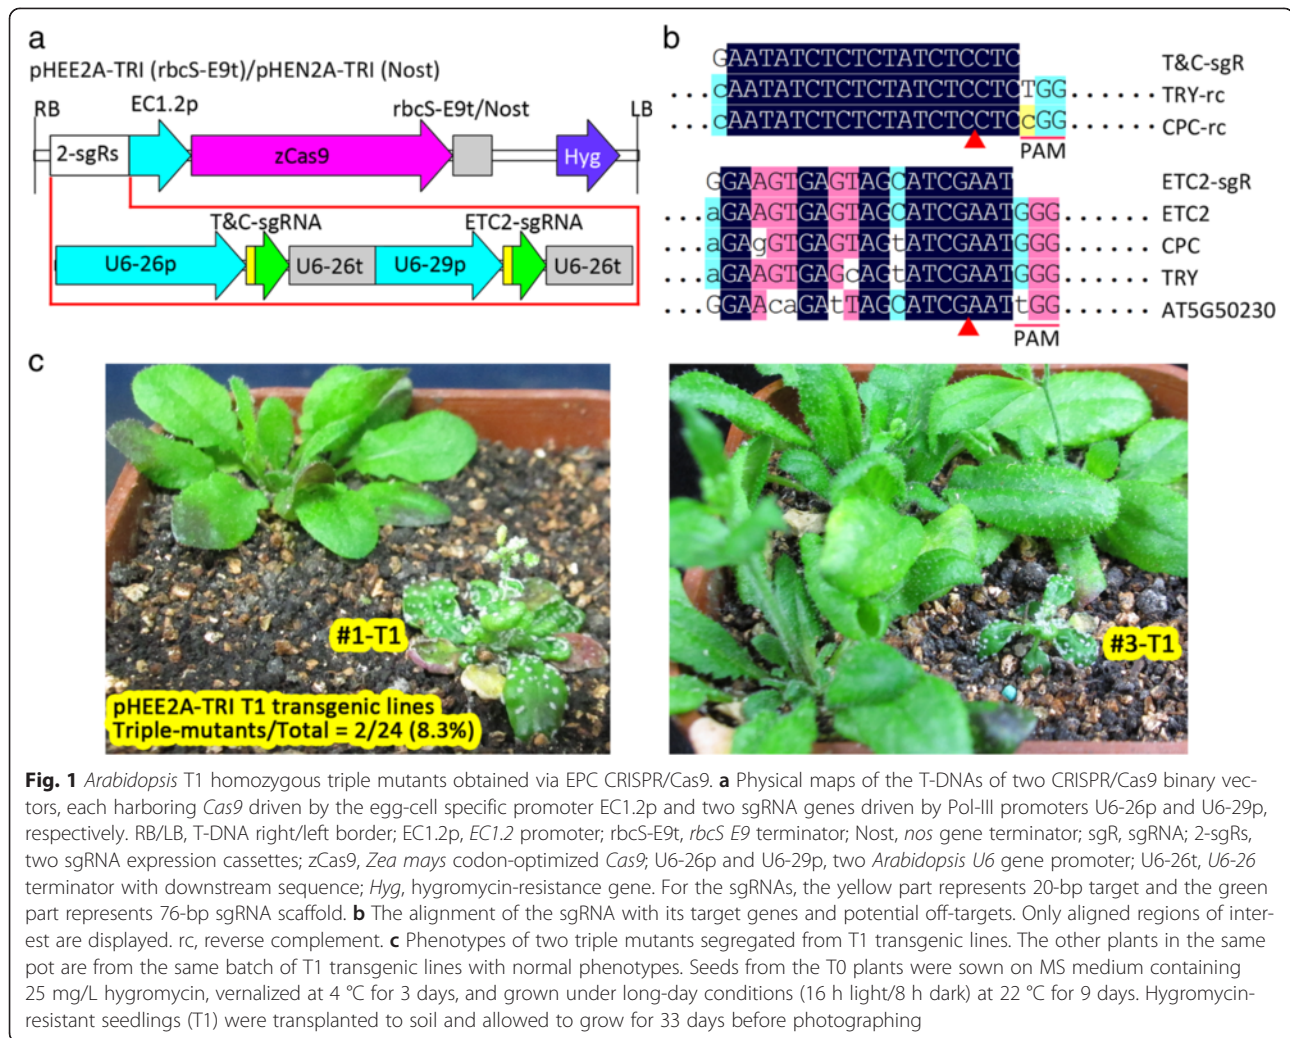 a
pHEE2A-TRI (rbcS-E9t)/pHEN2A-TRI (Nost)
RB
EC1.2p
rbcS-E9t/Nost
LB
2-sgRs
zCas9
Hyg
T&C-sgRNA
ETC2-sgRNA
U6-26p
U6-26t
U6-29p
U6-26t
b
GAATATCTCTCTATCTCCTC T&C-sgR
...cAATATCTCTCTATCTCCTCTGG...... TRY-rc
...cAATATCTCTCTATCTCCTCcGG...... CPC-rc
PAM
GGAAGTGAGTAGCATCGAAT ETC2-sgR
...aGAAGTGAGTAGCATCGAATGGG...... ETC2
...aGAgGTGAGTAGtATCGAATGGG...... CPC
...aGAAGTGAGcAGtATCGAATGGG...... TRY
...GGAAcaGAtTAGCATCGAATtGG...... AT5G50230
PAM
c
#1-T1
pHEE2A-TRI T1 transgenic lines
Triple-mutants/Total = 2/24 (8.3%)
#3-T1
Fig. 1 Arabidopsis T1 homozygous triple mutants obtained via EPC CRISPR/Cas9. a Physical maps of the T-DNAs of two CRISPR/Cas9 binary vec-
tors, each harboring Cas9 driven by the egg-cell specific promoter EC1.2p and two sgRNA genes driven by Pol-III promoters U6-26p and U6-29p,
respectively. RB/LB, T-DNA right/left border; EC1.2p, EC1.2 promoter; rbcS-E9t, rbcS E9 terminator; Nost, nos gene terminator; sgR, sgRNA; 2-sgRs,
two sgRNA expression cassettes; zCas9, Zea mays codon-optimized Cas9; U6-26p and U6-29p, two Arabidopsis U6 gene promoter; U6-26t, U6-26
terminator with downstream sequence; Hyg, hygromycin-resistance gene. For the sgRNAs, the yellow part represents 20-bp target and the green
part represents 76-bp sgRNA scaffold. b The alignment of the sgRNA with its target genes and potential off-targets. Only aligned regions of inter-
est are displayed. rc, reverse complement. c Phenotypes of two triple mutants segregated from T1 transgenic lines. The other plants in the same
pot are from the same batch of T1 transgenic lines with normal phenotypes. Seeds from the T0 plants were sown on MS medium containing
25 mg/L hygromycin, vernalized at 4 °C for 3 days, and grown under long-day conditions (16 h light/8 h dark) at 22 °C for 9 days. Hygromycin-
resistant seedlings (T1) were transplanted to soil and allowed to grow for 33 days before photographing